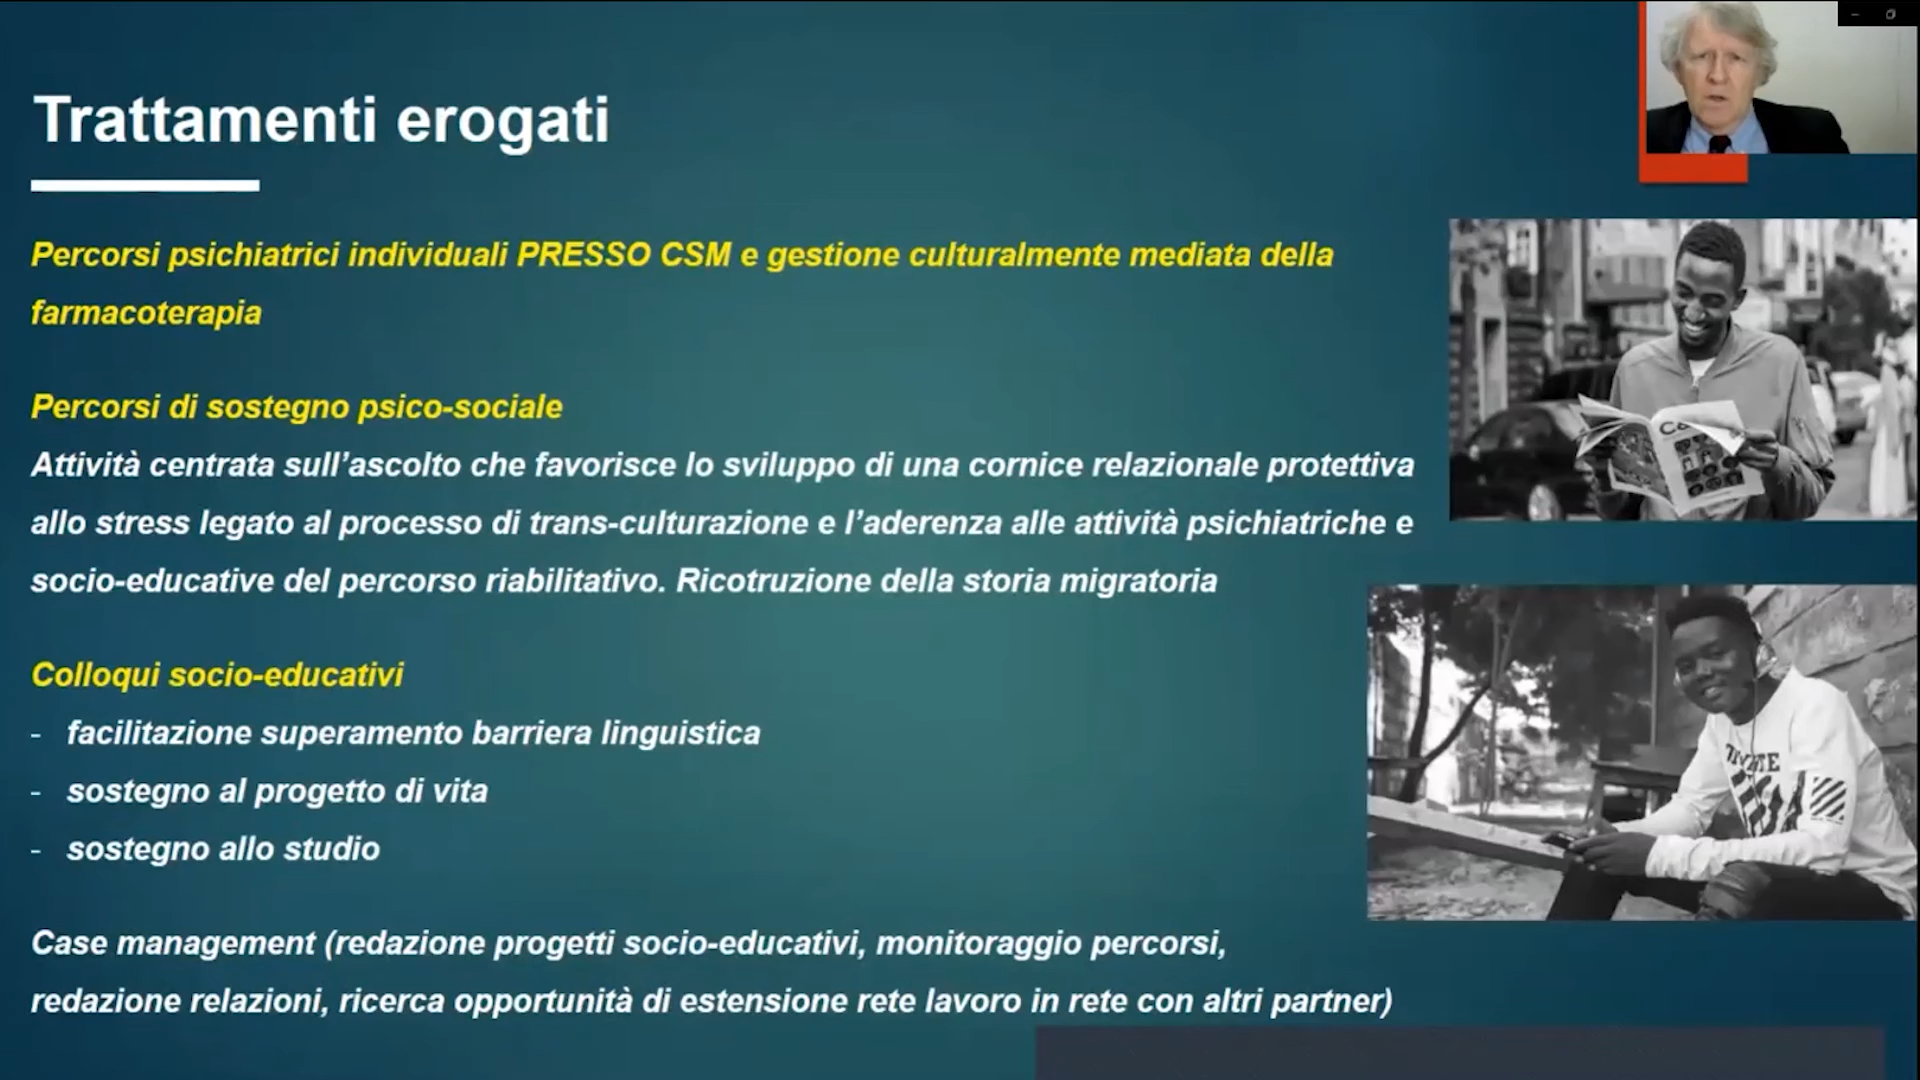 Trattamenti erogati
Percorsi psichiatrici individuali PRESSO CSM e gestione culturalmente mediata della
farmacoterapia
Percorsi di sostegno psico-sociale
Attività centrata sull’ascolto che favorisce lo sviluppo di una cornice relazionale protettiva
allo stress legato al processo di trans-culturazione e l’aderenza alle attività psichiatriche e
socio-educative del percorso riabilitativo. Ricotruzione della storia migratoria
Colloqui socio-educativi
- facilitazione superamento barriera linguistica
- sostegno al progetto di vita
- sostegno allo studio
Case management (redazione progetti socio-educativi, monitoraggio percorsi,
redazione relazioni, ricerca opportunità di estensione rete lavoro in rete con altri partner)